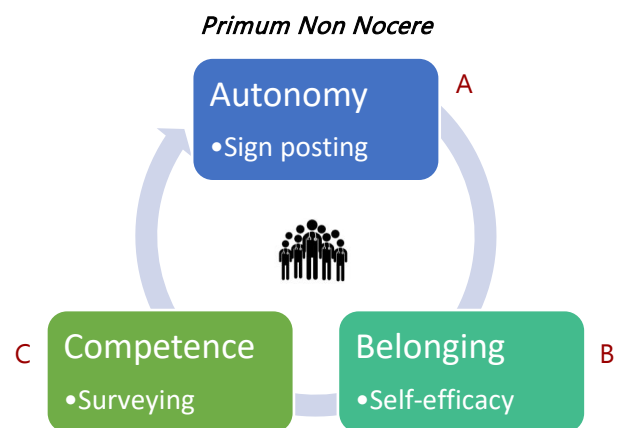 Primum Non Nocere
Autonomy
•Sign posting
A
Competence
•Surveying
C
Belonging
•Self-efficacy
B